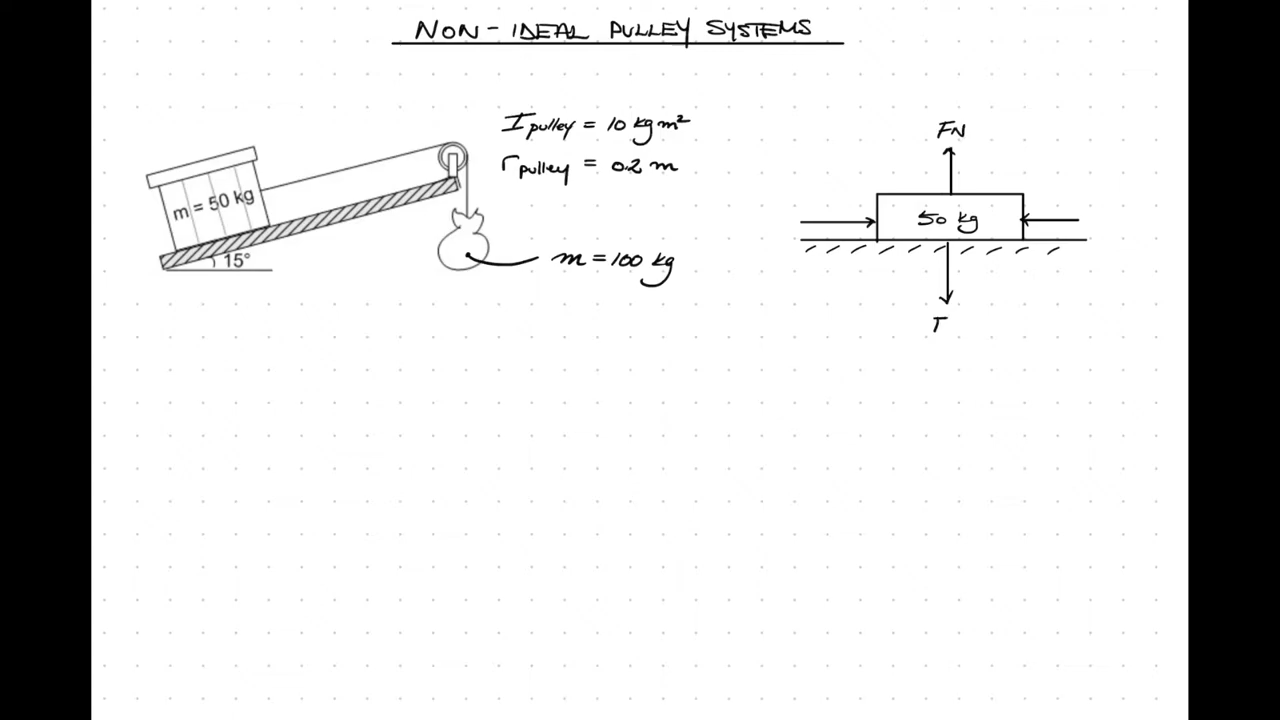 NON-IDEAL PULLEY SYSTEMS
I pulley = 10 kg m²
r pulley = 0.2 m
m = 50 kg
15°
m = 100 kg
FN
50 kg
T